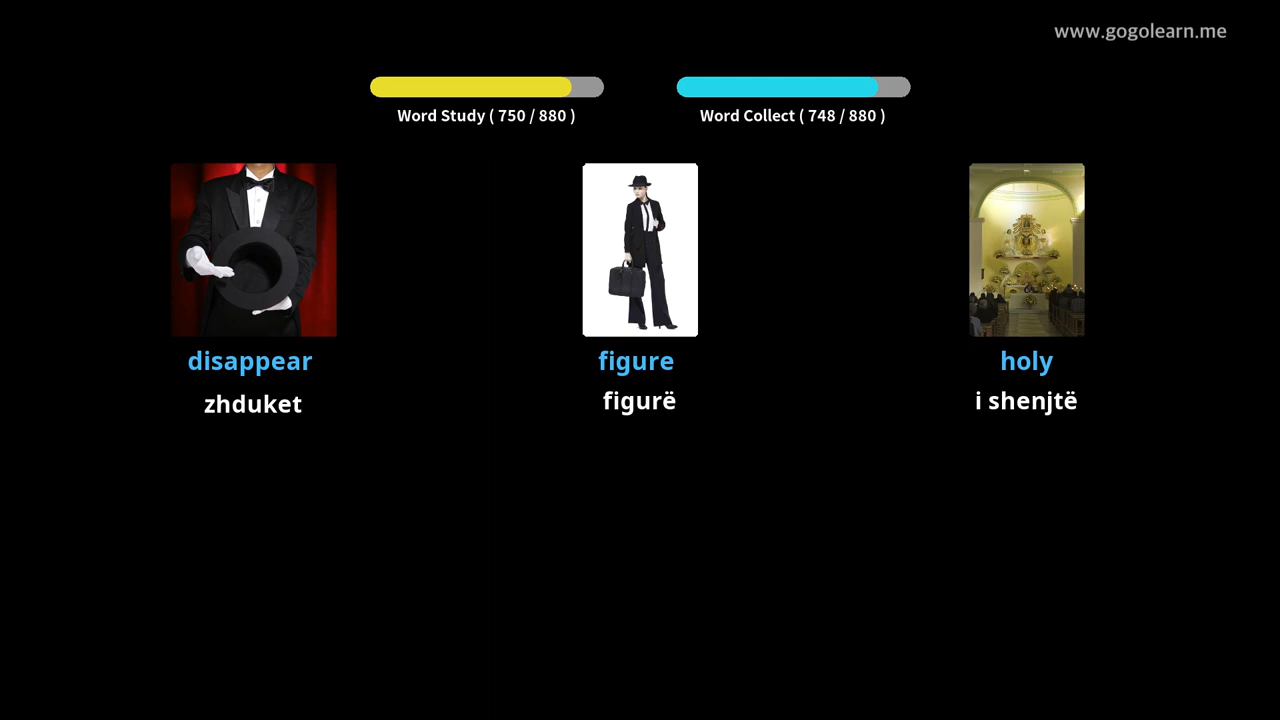 www.gogolearn.me
Word Study ( 750 / 880 )
Word Collect ( 748 / 880 )
disappear
figure
holy
zhduket
figurë
i shenjtë